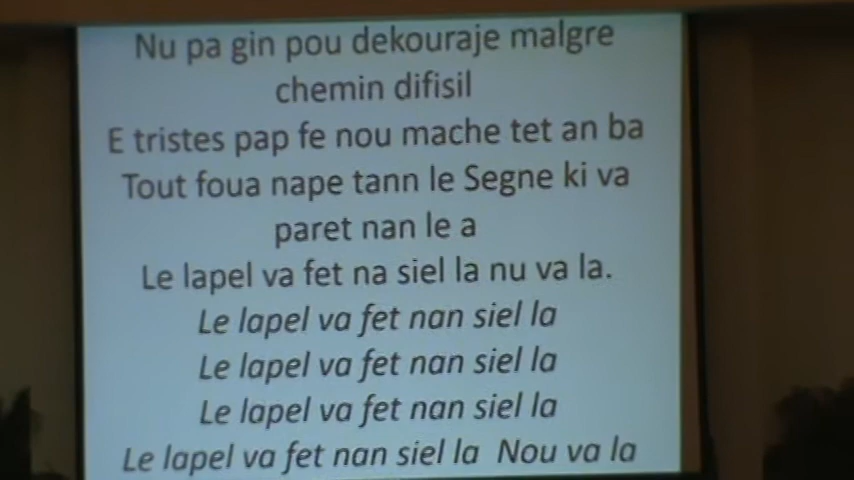 Nu pa gin pou dekouraje malgre
chemin difisil
E tristes pap fe nou mache tet an ba
Tout foua nape tann le Segne ki va
paret nan le a
Le lapel va fet na siel la nu va la.
Le lapel va fet nan siel la
Le lapel va fet nan siel la
Le lapel va fet nan siel la
Le lapel va fet nan siel la Nou va la